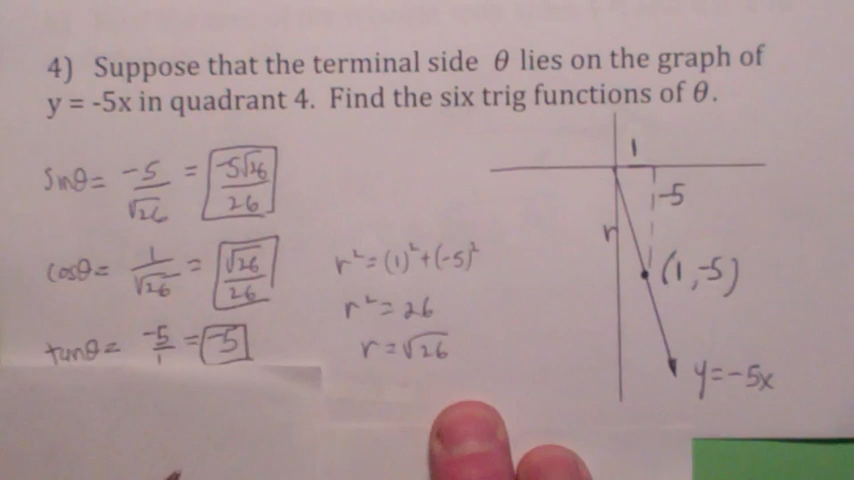 4) Suppose that the terminal side θ lies on the graph of
y = -5x in quadrant 4. Find the six trig functions of θ.
sinθ = -5/√26 = -5√26/26
cosθ = 1/√26 = √26/26
tanθ = -5/1 = -5
r² = (1)² + (-5)²
r² = 26
r = √26
1
-5
r
(1,-5)
y=-5x